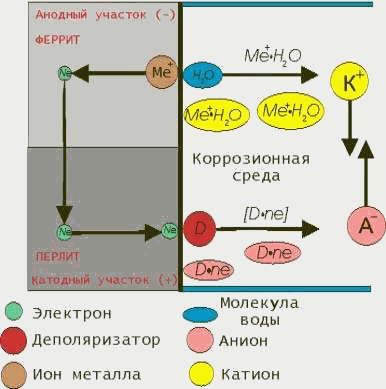 Анодный участок (-)
ФЕРРИТ
Ne
Me+
H2O
Me+•H2O
K+
Me+•H2O
Me+•H2O
Коррозионная
среда
Ne
Ne
D
[D•ne]
A-
D•ne
D•ne
ПЕРЛИТ
Катодный участок (+)
Электрон
Молекула
воды
Деполяризатор
Анион
Ион металла
Катион